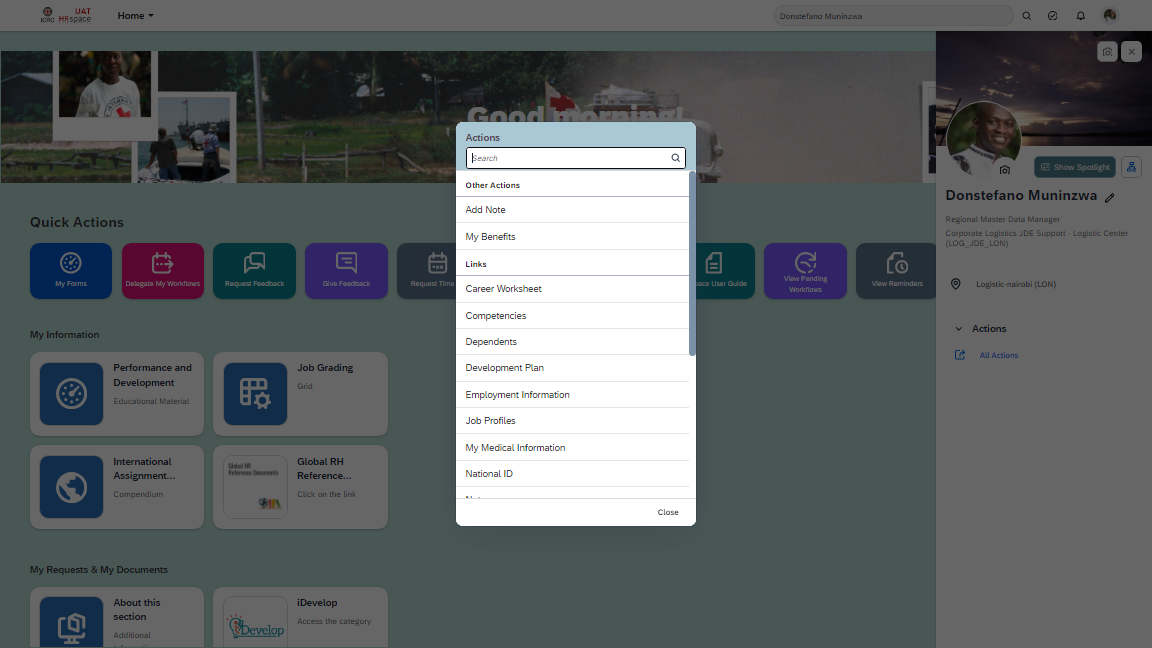 ICRC
UAT
HR space
Home
Donstefano Muninzwa
Good morning!
Actions
Search
Other Actions
Add Note
My Benefits
Links
Career Worksheet
Competencies
Dependents
Development Plan
Employment Information
Job Profiles
My Medical Information
National ID
Close
Quick Actions
My Forms
Delegate My Workflows
Request Feedback
Give Feedback
Request Time
ace User Guide
View Pending
Workflows
View Reminders
My Information
Performance and
Development
Educational Material
Job Grading
Grid
International
Assignment...
Compendium
Global HR
Reference Documents
Global RH
Reference...
Click on the link
My Requests & My Documents
About this
section
Additional
iDevelop
iDevelop
Access the category
Show Spotlight
Donstefano Muninzwa
Regional Master Data Manager
Corporate Logistics JDE Support - Logistic Center
(LOG_JDE_LON)
Logistic-nairobi (LON)
Actions
All Actions